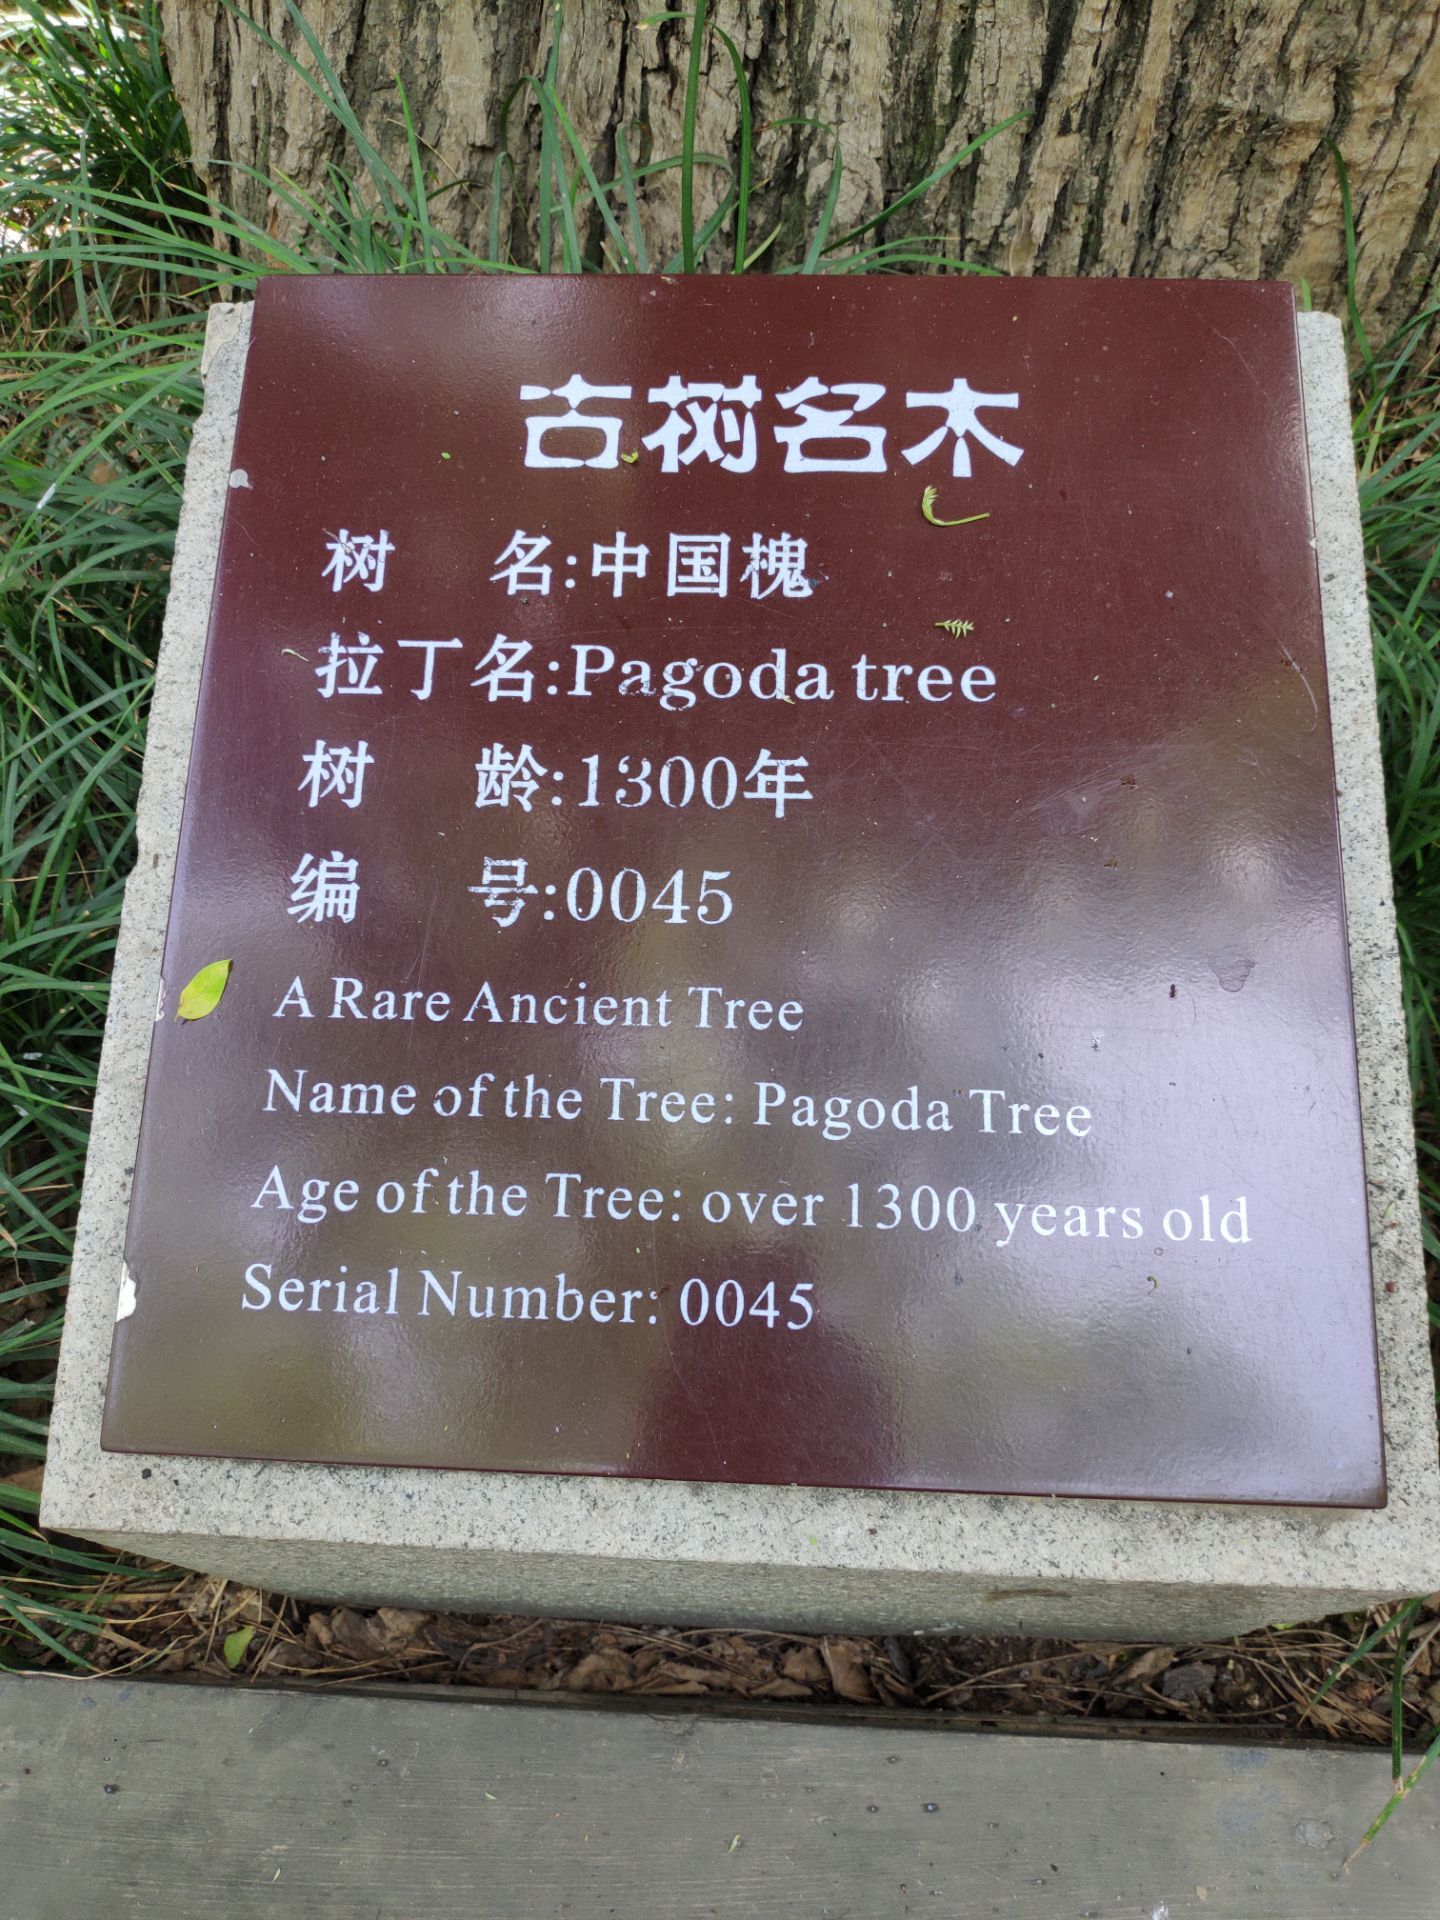 古树名木
树 名:中国槐
拉丁名:Pagoda tree
树 龄:1300年
编 号:0045
A Rare Ancient Tree
Name of the Tree: Pagoda Tree
Age of the Tree: over 1300 years old
Serial Number: 0045